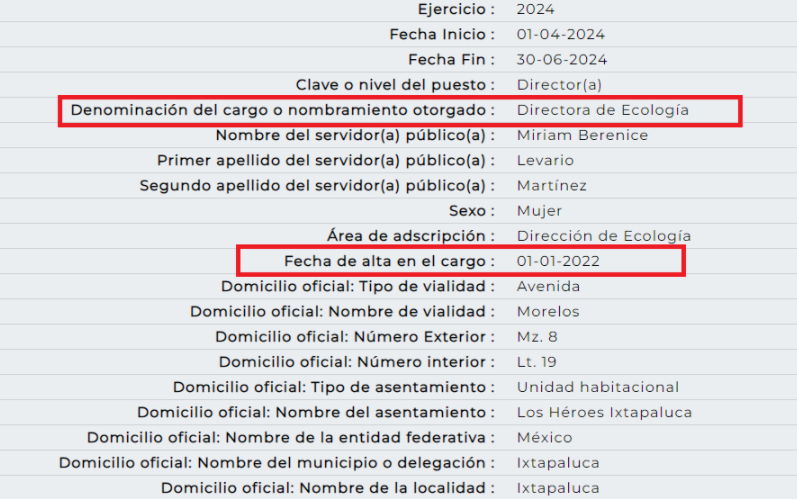 Ejercicio : 2024
Fecha Inicio : 01-04-2024
Fecha Fin : 30-06-2024
Clave o nivel del puesto : Director(a)
Denominación del cargo o nombramiento otorgado : Directora de Ecología
Nombre del servidor(a) público(a) : Miriam Berenice
Primer apellido del servidor(a) público(a) : Levario
Segundo apellido del servidor(a) público(a) : Martínez
Sexo : Mujer
Área de adscripción : Dirección de Ecología
Fecha de alta en el cargo : 01-01-2022
Domicilio oficial: Tipo de vialidad : Avenida
Domicilio oficial: Nombre de vialidad : Morelos
Domicilio oficial: Número Exterior : Mz. 8
Domicilio oficial: Número interior : Lt. 19
Domicilio oficial: Tipo de asentamiento : Unidad habitacional
Domicilio oficial: Nombre del asentamiento : Los Héroes Ixtapaluca
Domicilio oficial: Nombre de la entidad federativa : México
Domicilio oficial: Nombre del municipio o delegación : Ixtapaluca
Domicilio oficial: Nombre de la localidad : Ixtapaluca